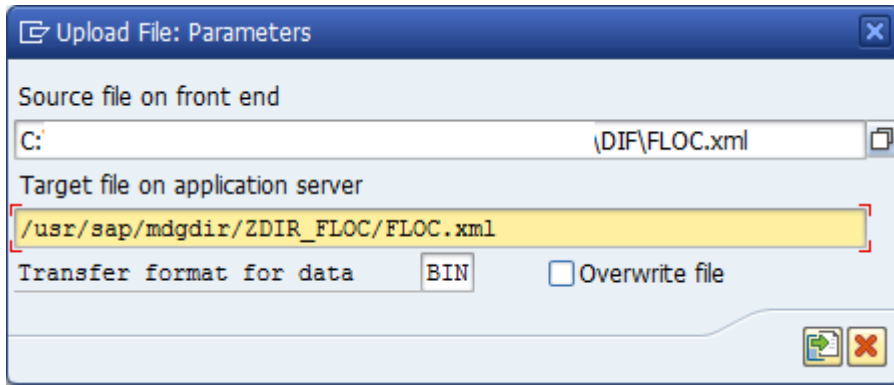 Upload File: Parameters
Source file on front end
C:\ \DIF\FLOC.xml
Target file on application server
/usr/sap/mdgdir/ZDIR_FLOC/FLOC.xml
Transfer format for data BIN Overwrite file